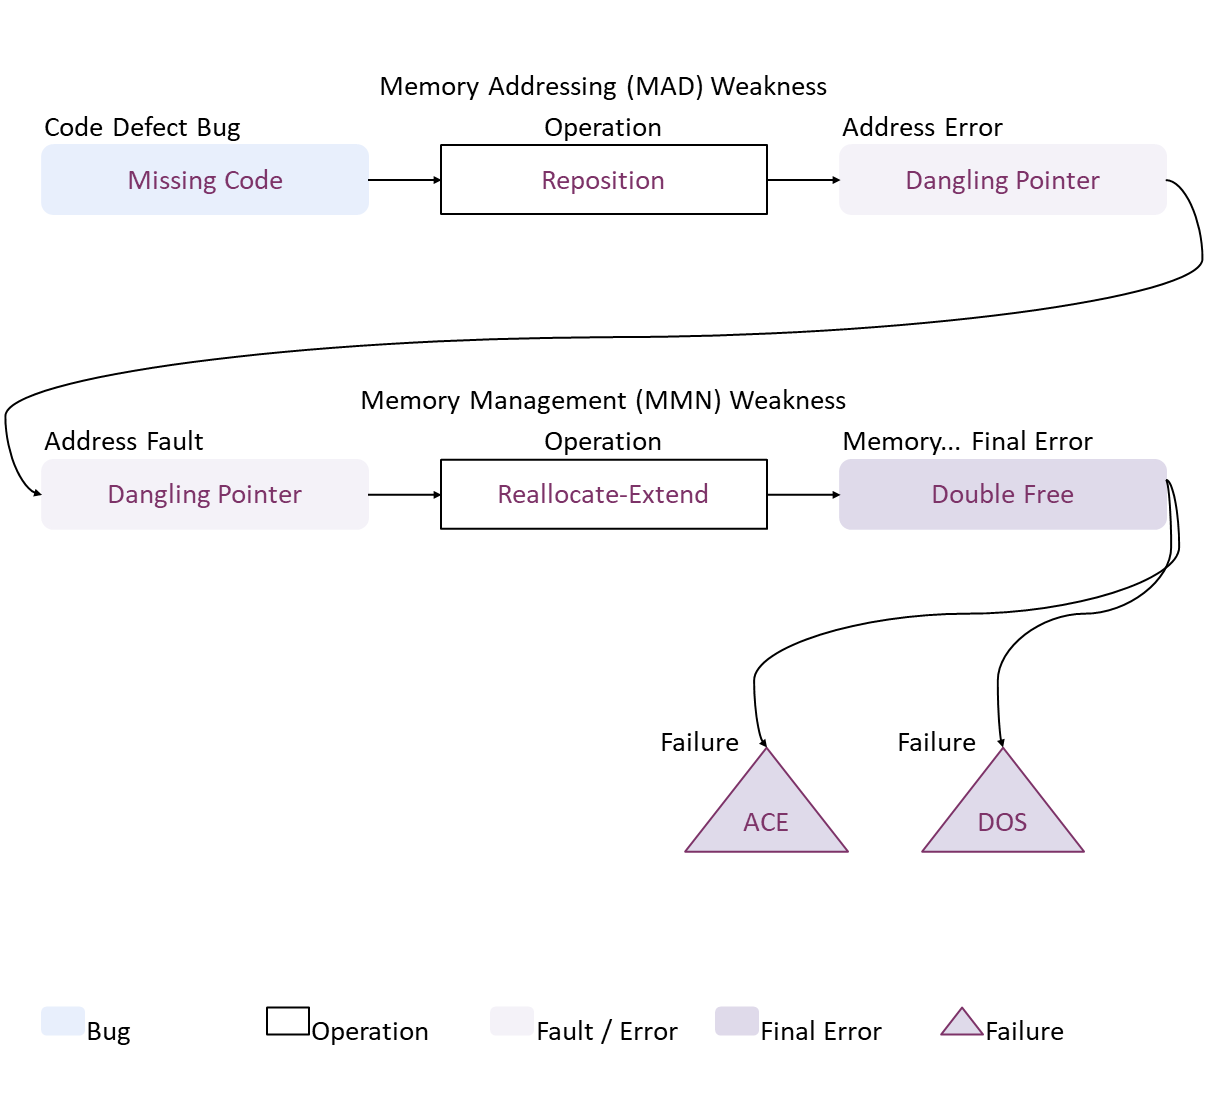 Memory Addressing (MAD) Weakness
Code Defect Bug Operation Address Error
Missing Code Reposition Dangling Pointer
Memory Management (MMN) Weakness
Address Fault Operation Memory... Final Error
Dangling Pointer Reallocate-Extend Double Free
Failure Failure
ACE DOS
Bug Operation Fault / Error Final Error Failure